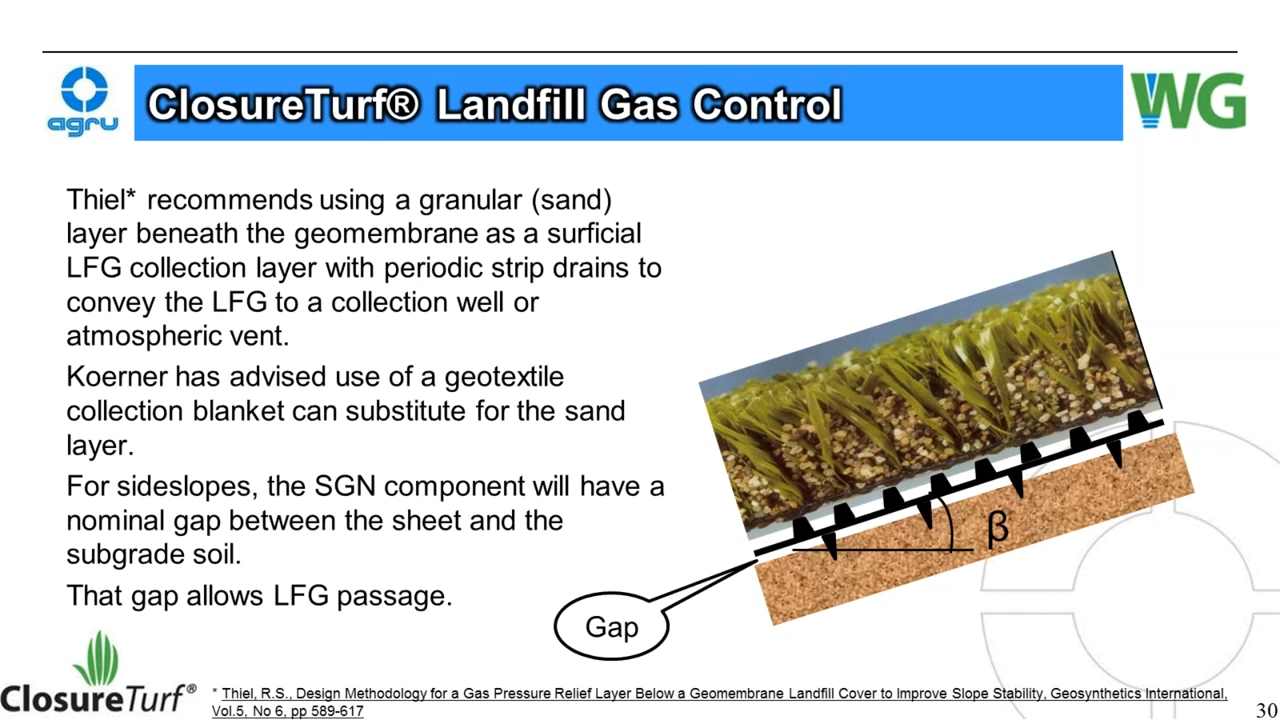 agru
ClosureTurf® Landfill Gas Control
WG
Thiel* recommends using a granular (sand)
layer beneath the geomembrane as a surficial
LFG collection layer with periodic strip drains to
convey the LFG to a collection well or
atmospheric vent.
Koerner has advised use of a geotextile
collection blanket can substitute for the sand
layer.
For sideslopes, the SGN component will have a
nominal gap between the sheet and the
subgrade soil.
That gap allows LFG passage.
β
Gap
ClosureTurf®
* Thiel, R.S., Design Methodology for a Gas Pressure Relief Layer Below a Geomembrane Landfill Cover to Improve Slope Stability, Geosynthetics International,
Vol.5, No 6, pp 589-617
30